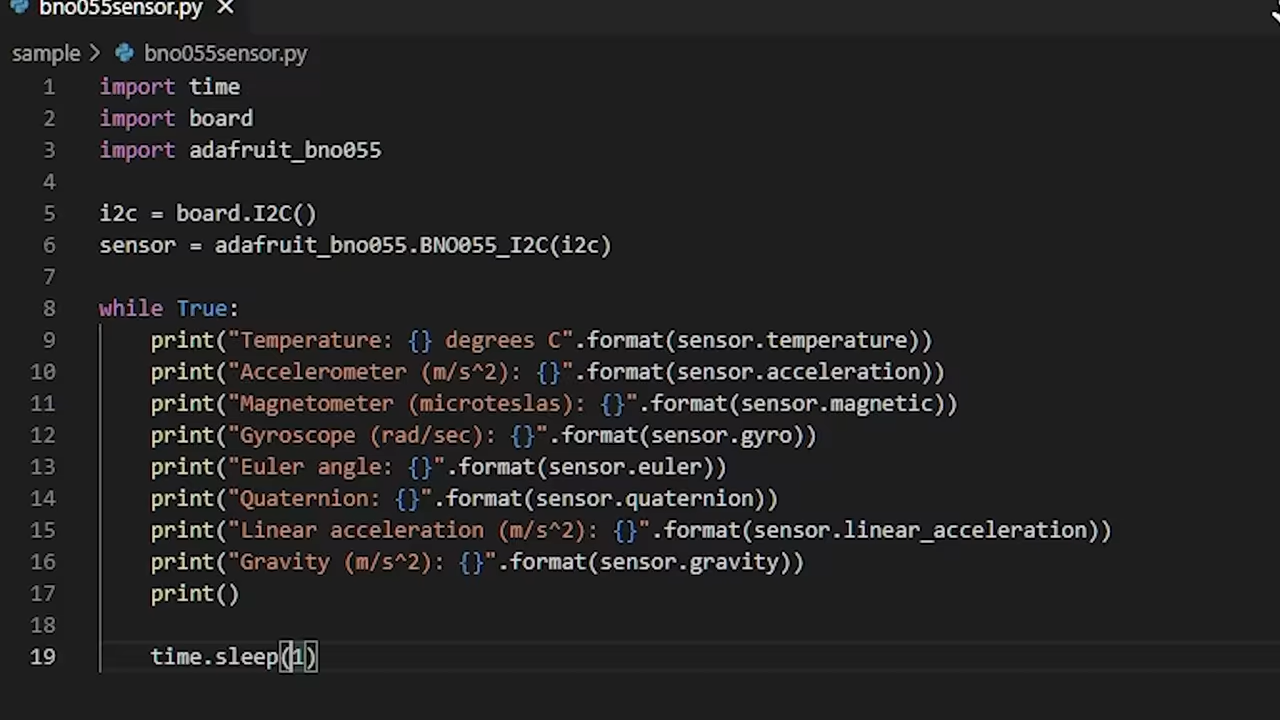 bno055sensor.py ×
sample > bno055sensor.py
1 import time
2 import board
3 import adafruit_bno055
4
5 i2c = board.I2C()
6 sensor = adafruit_bno055.BNO055_I2C(i2c)
7
8 while True:
9     print("Temperature: {} degrees C".format(sensor.temperature))
10     print("Accelerometer (m/s^2): {}".format(sensor.acceleration))
11     print("Magnetometer (microteslas): {}".format(sensor.magnetic))
12     print("Gyroscope (rad/sec): {}".format(sensor.gyro))
13     print("Euler angle: {}".format(sensor.euler))
14     print("Quaternion: {}".format(sensor.quaternion))
15     print("Linear acceleration (m/s^2): {}".format(sensor.linear_acceleration))
16     print("Gravity (m/s^2): {}".format(sensor.gravity))
17     print()
18
19     time.sleep(1)